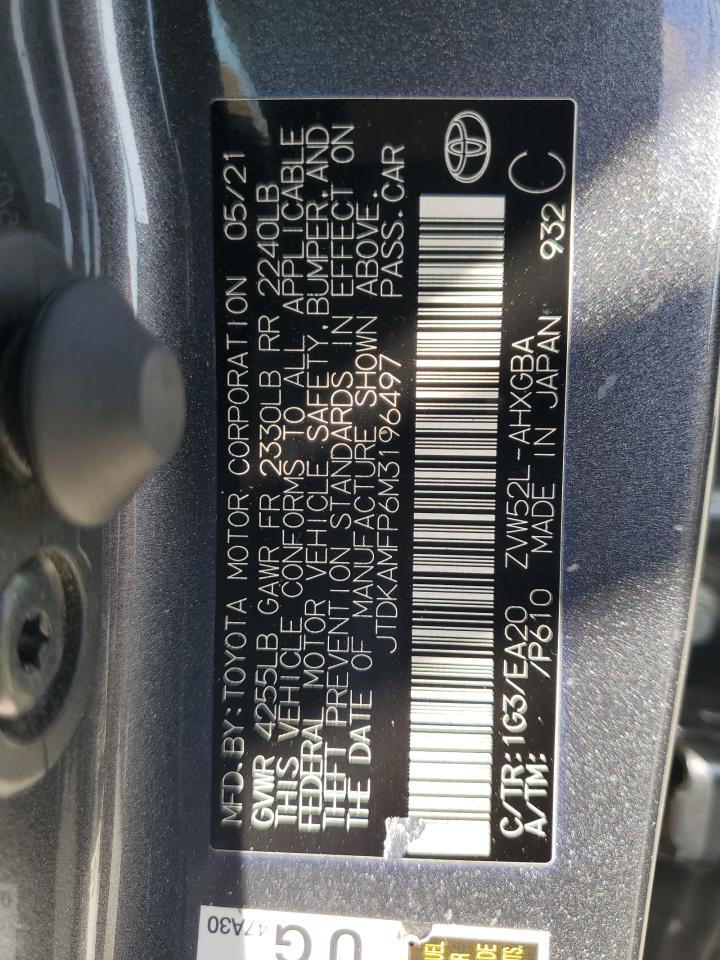 MFD.BY:TOYOTA MOTOR CORPORATION 05/21
GVWR 4255LB GAWR FR 2330LB RR 2240LB
THIS VEHICLE CONFORMS TO ALL APPLICABLE
FEDERAL MOTOR VEHICLE SAFETY,BUMPER,AND
THEFT PREVENTION STANDARDS IN EFFECT ON
THE DATE OF MANUFACTURE SHOWN ABOVE.
JTDKAMFP6M3196497 PASS.CAR
C/TR:1G3/EA20 ZVW52L-AHXGBA
A/TM: /P610 MADE IN JAPAN 932 C
47A30
U G